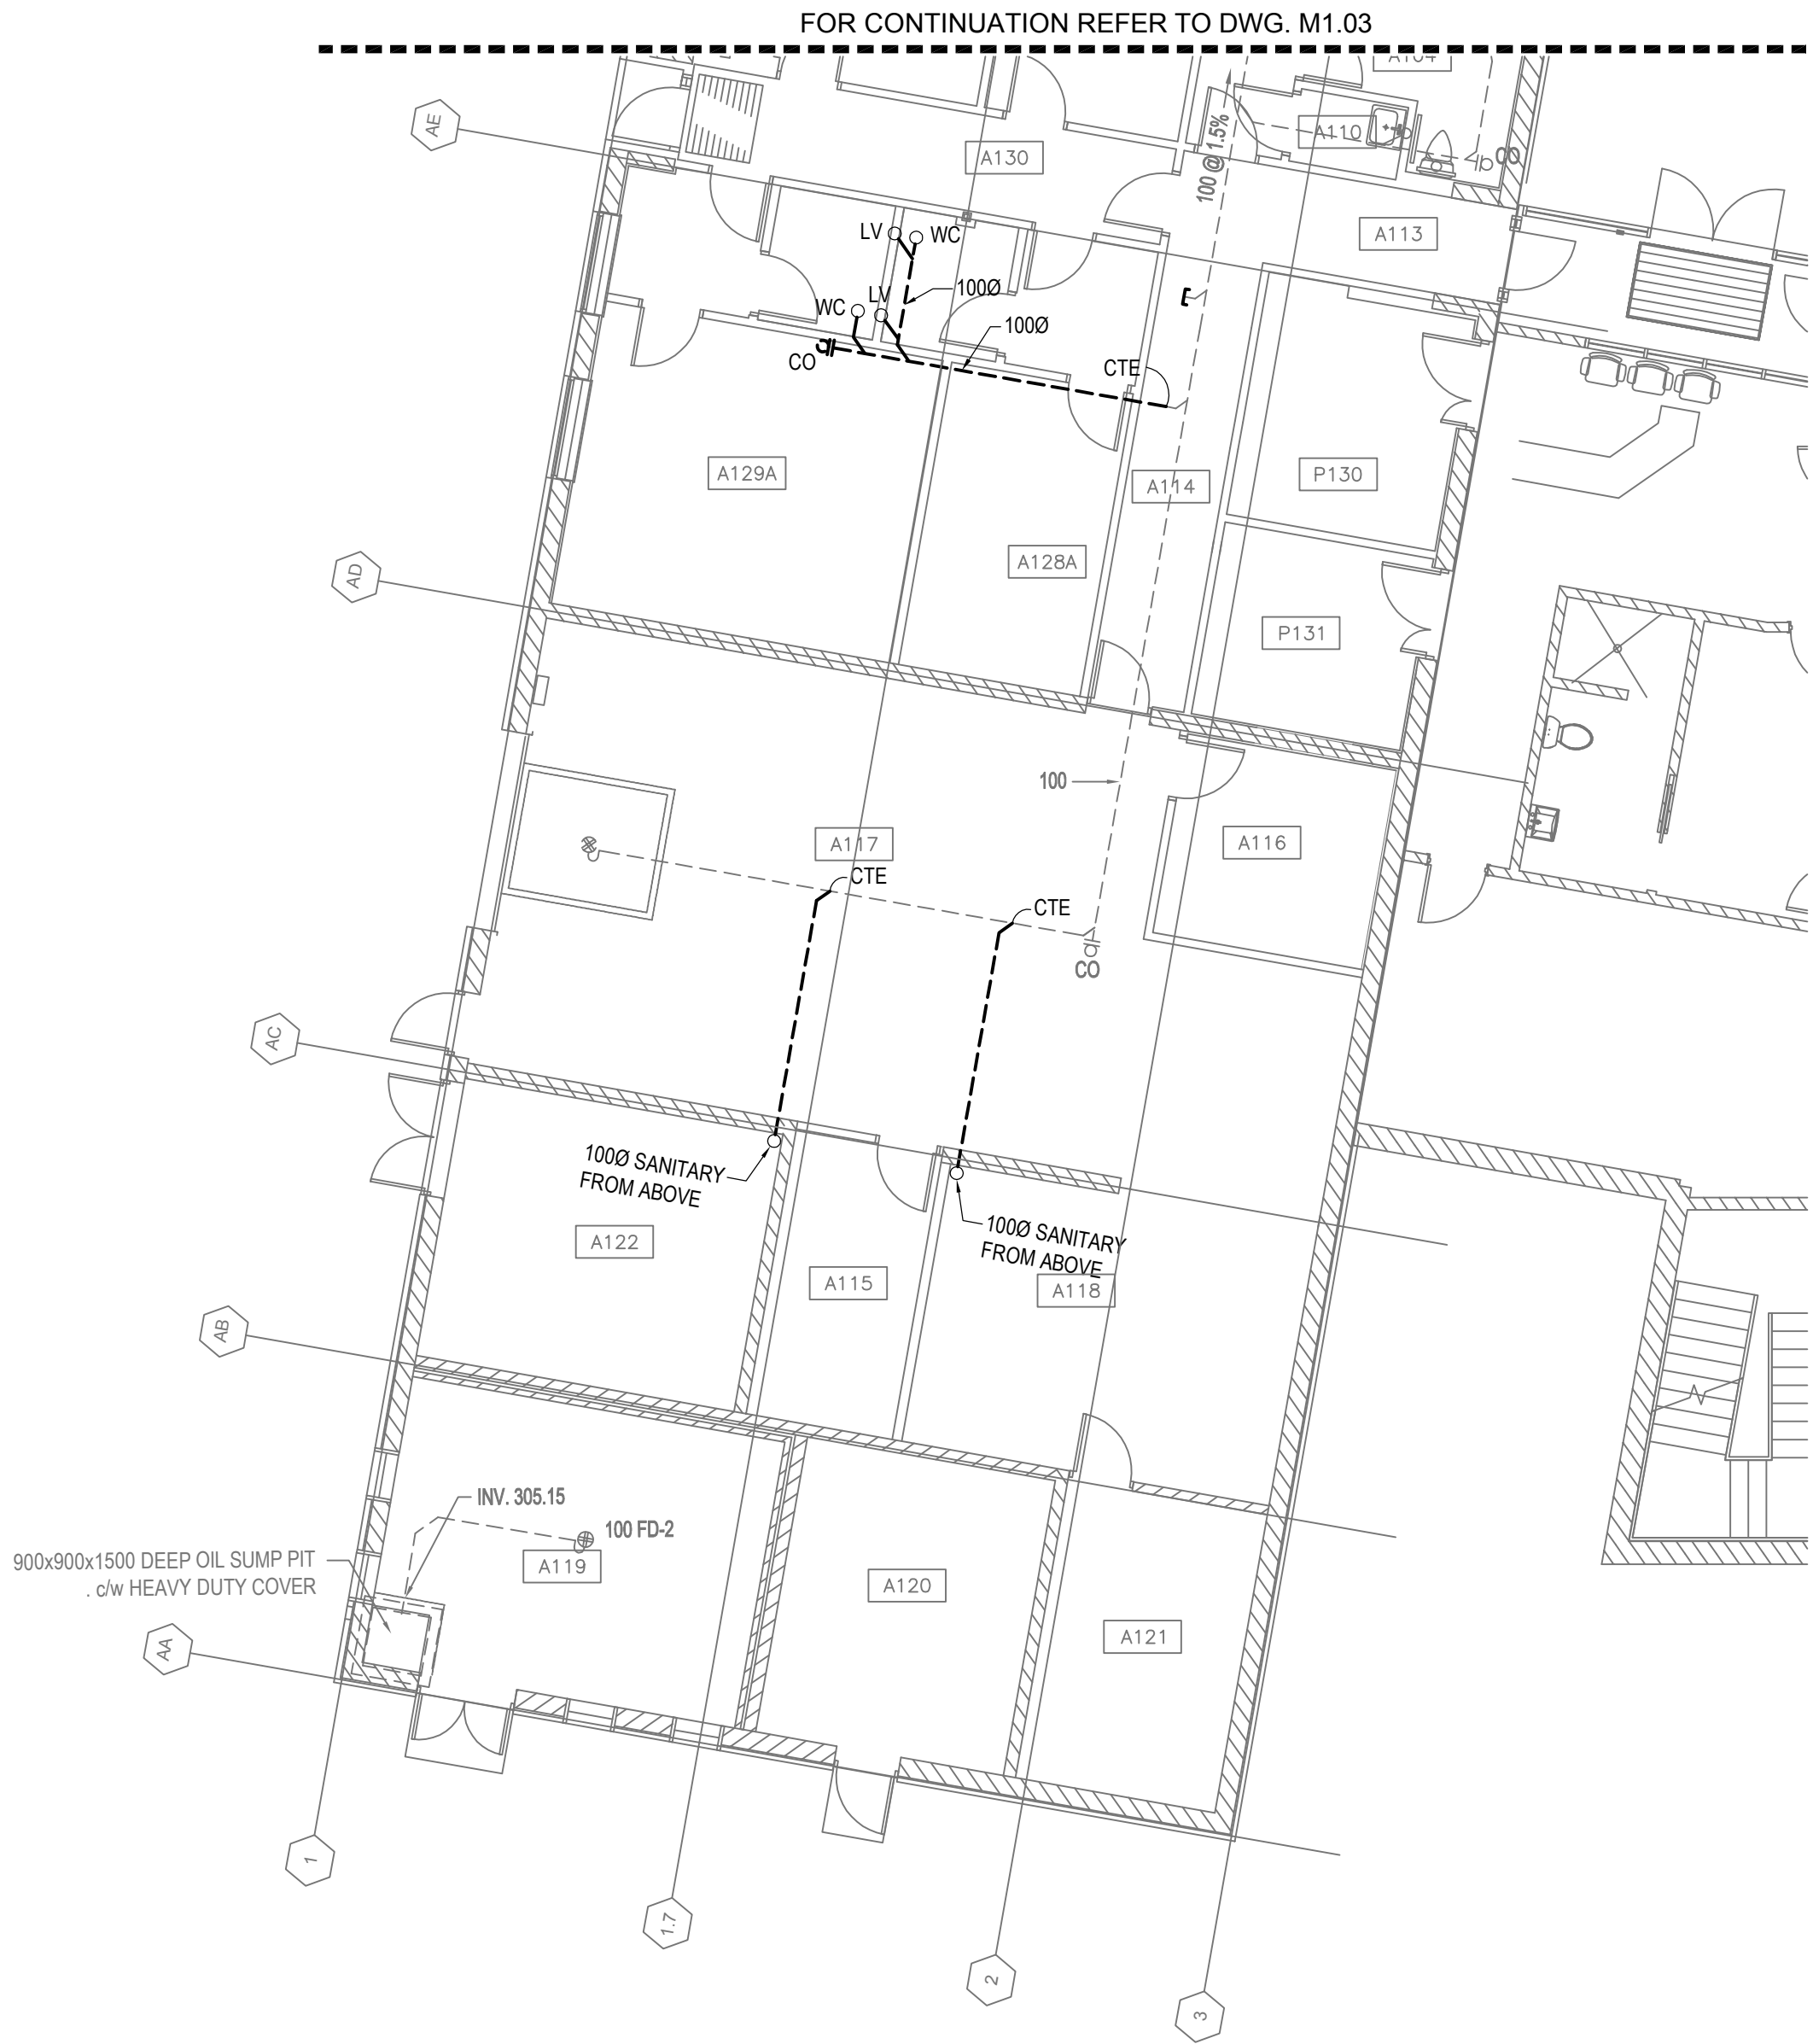 FOR CONTINUATION REFER TO DWG. M1.03
A104
AE
A110
CO
A130
100 @ 1.5%
A113
LV
WC
100Ø
WC
LV
100Ø
CO
CTE
A129A
P130
A114
A128A
AD
P131
100
A117
A116
CTE
CTE
CO
AC
100Ø SANITARY
FROM ABOVE
100Ø SANITARY
FROM ABOVE
A122
A115
A118
AB
INV. 305.15
100 FD-2
900x900x1500 DEEP OIL SUMP PIT
. c/w HEAVY DUTY COVER
A119
A120
A121
AA
1
1.7
2
3